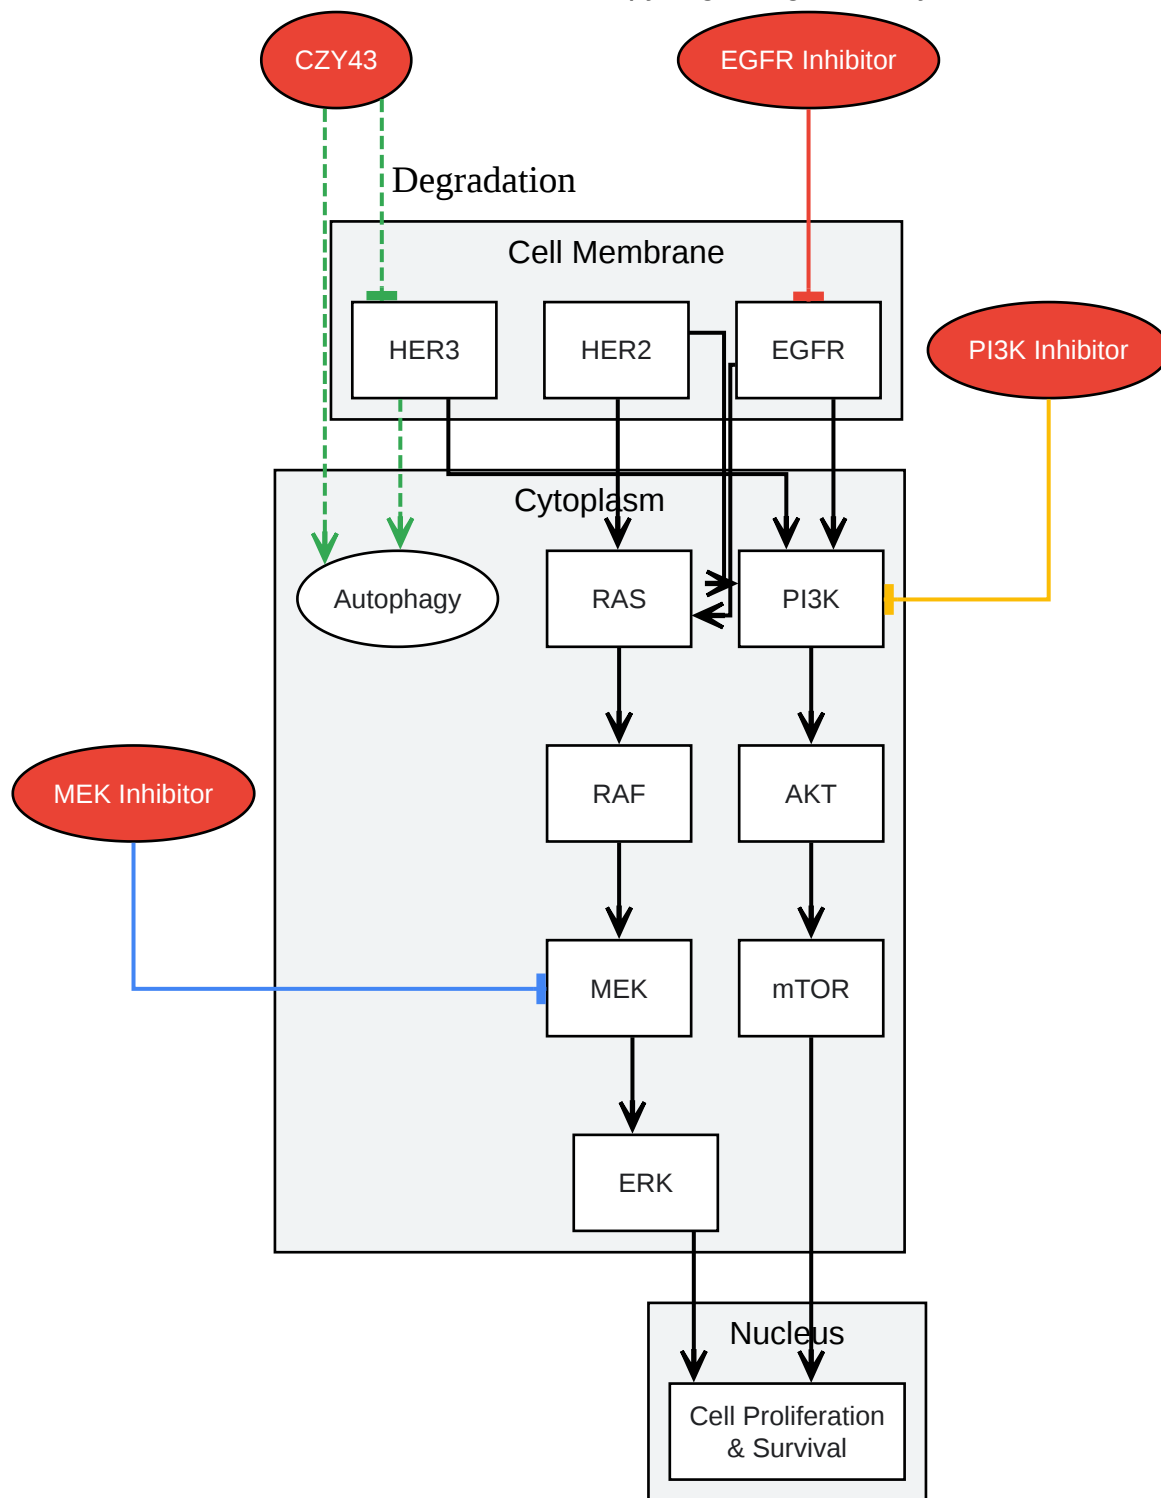 CZY43
EGFR Inhibitor
Degradation
Cell Membrane
HER3
HER2
EGFR
PI3K Inhibitor
Cytoplasm
Autophagy
RAS
PI3K
MEK Inhibitor
RAF
AKT
MEK
mTOR
ERK
Nucleus
Cell Proliferation
& Survival